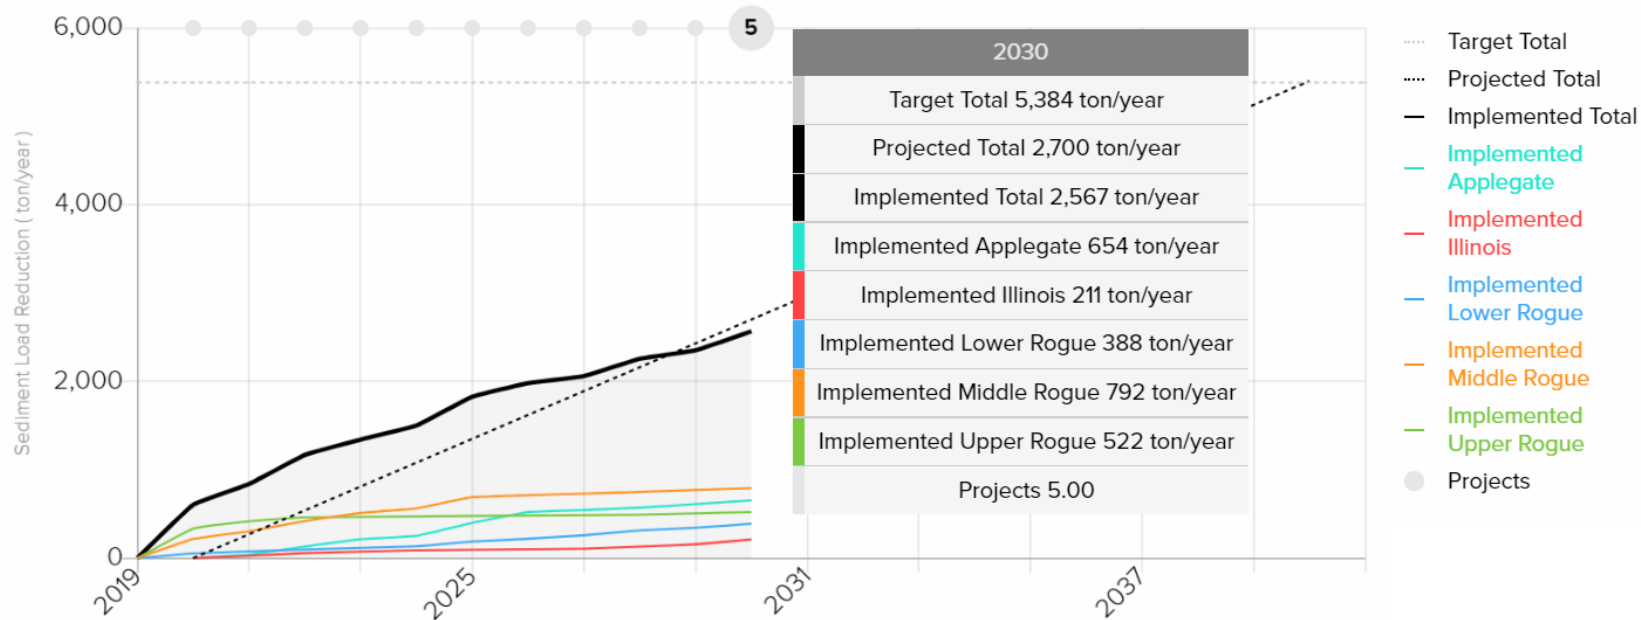 6,000
4,000
2,000
0
Sediment Load Reduction ( ton/year )
2019
2025
2031
2037
5
2030
Target Total 5,384 ton/year
Projected Total 2,700 ton/year
Implemented Total 2,567 ton/year
Implemented Applegate 654 ton/year
Implemented Illinois 211 ton/year
Implemented Lower Rogue 388 ton/year
Implemented Middle Rogue 792 ton/year
Implemented Upper Rogue 522 ton/year
Projects 5.00
Target Total
Projected Total
Implemented Total
Implemented
Applegate
Implemented
Illinois
Implemented
Lower Rogue
Implemented
Middle Rogue
Implemented
Upper Rogue
Projects